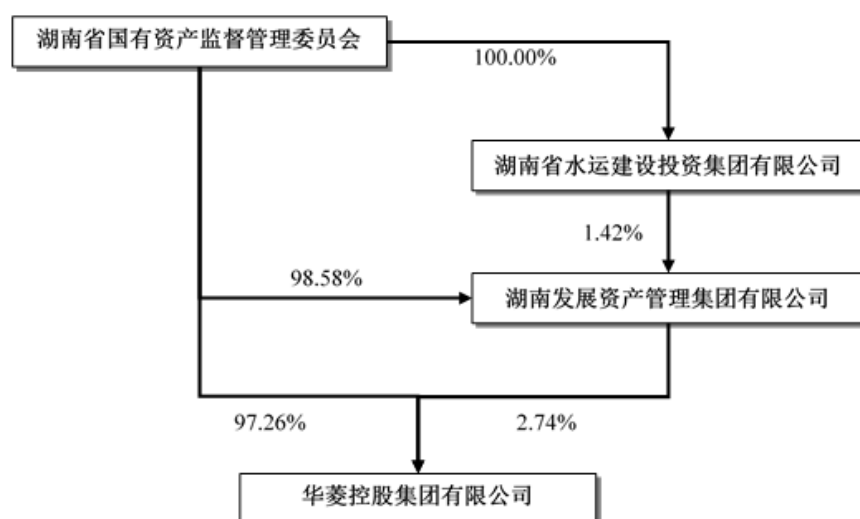 湖南省国有资产监督管理委员会
100.00%
湖南省水运建设投资集团有限公司
1.42%
98.58%
湖南发展资产管理集团有限公司
97.26%
2.74%
华菱控股集团有限公司